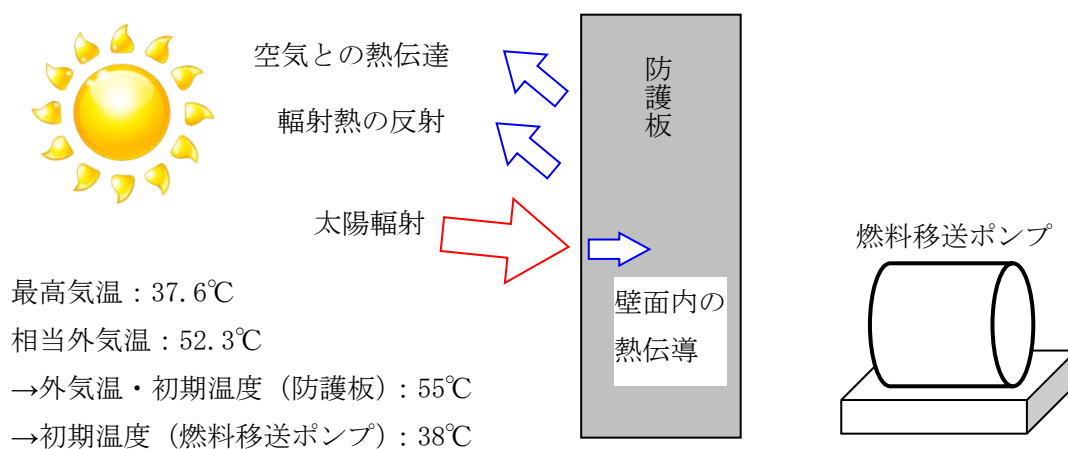 空気との熱伝達
輻射熱の反射
太陽輻射
防護板
壁面内の
熱伝導
燃料移送ポンプ
最高気温：37.6℃
相当外気温：52.3℃
→外気温・初期温度（防護板）：55℃
→初期温度（燃料移送ポンプ）：38℃